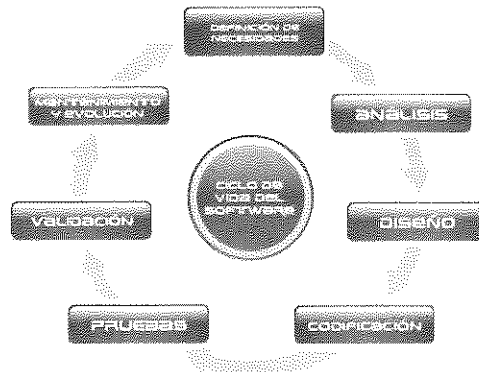 DEFINICIÓN DE
NECESIDADES
ANÁLISIS
DISEÑO
CODIFICACIÓN
PRUEBAS
VALIDACIÓN
MANTENIMIENTO
Y EVOLUCIÓN
CICLO DE
VIDA DEL
SOFTWARE